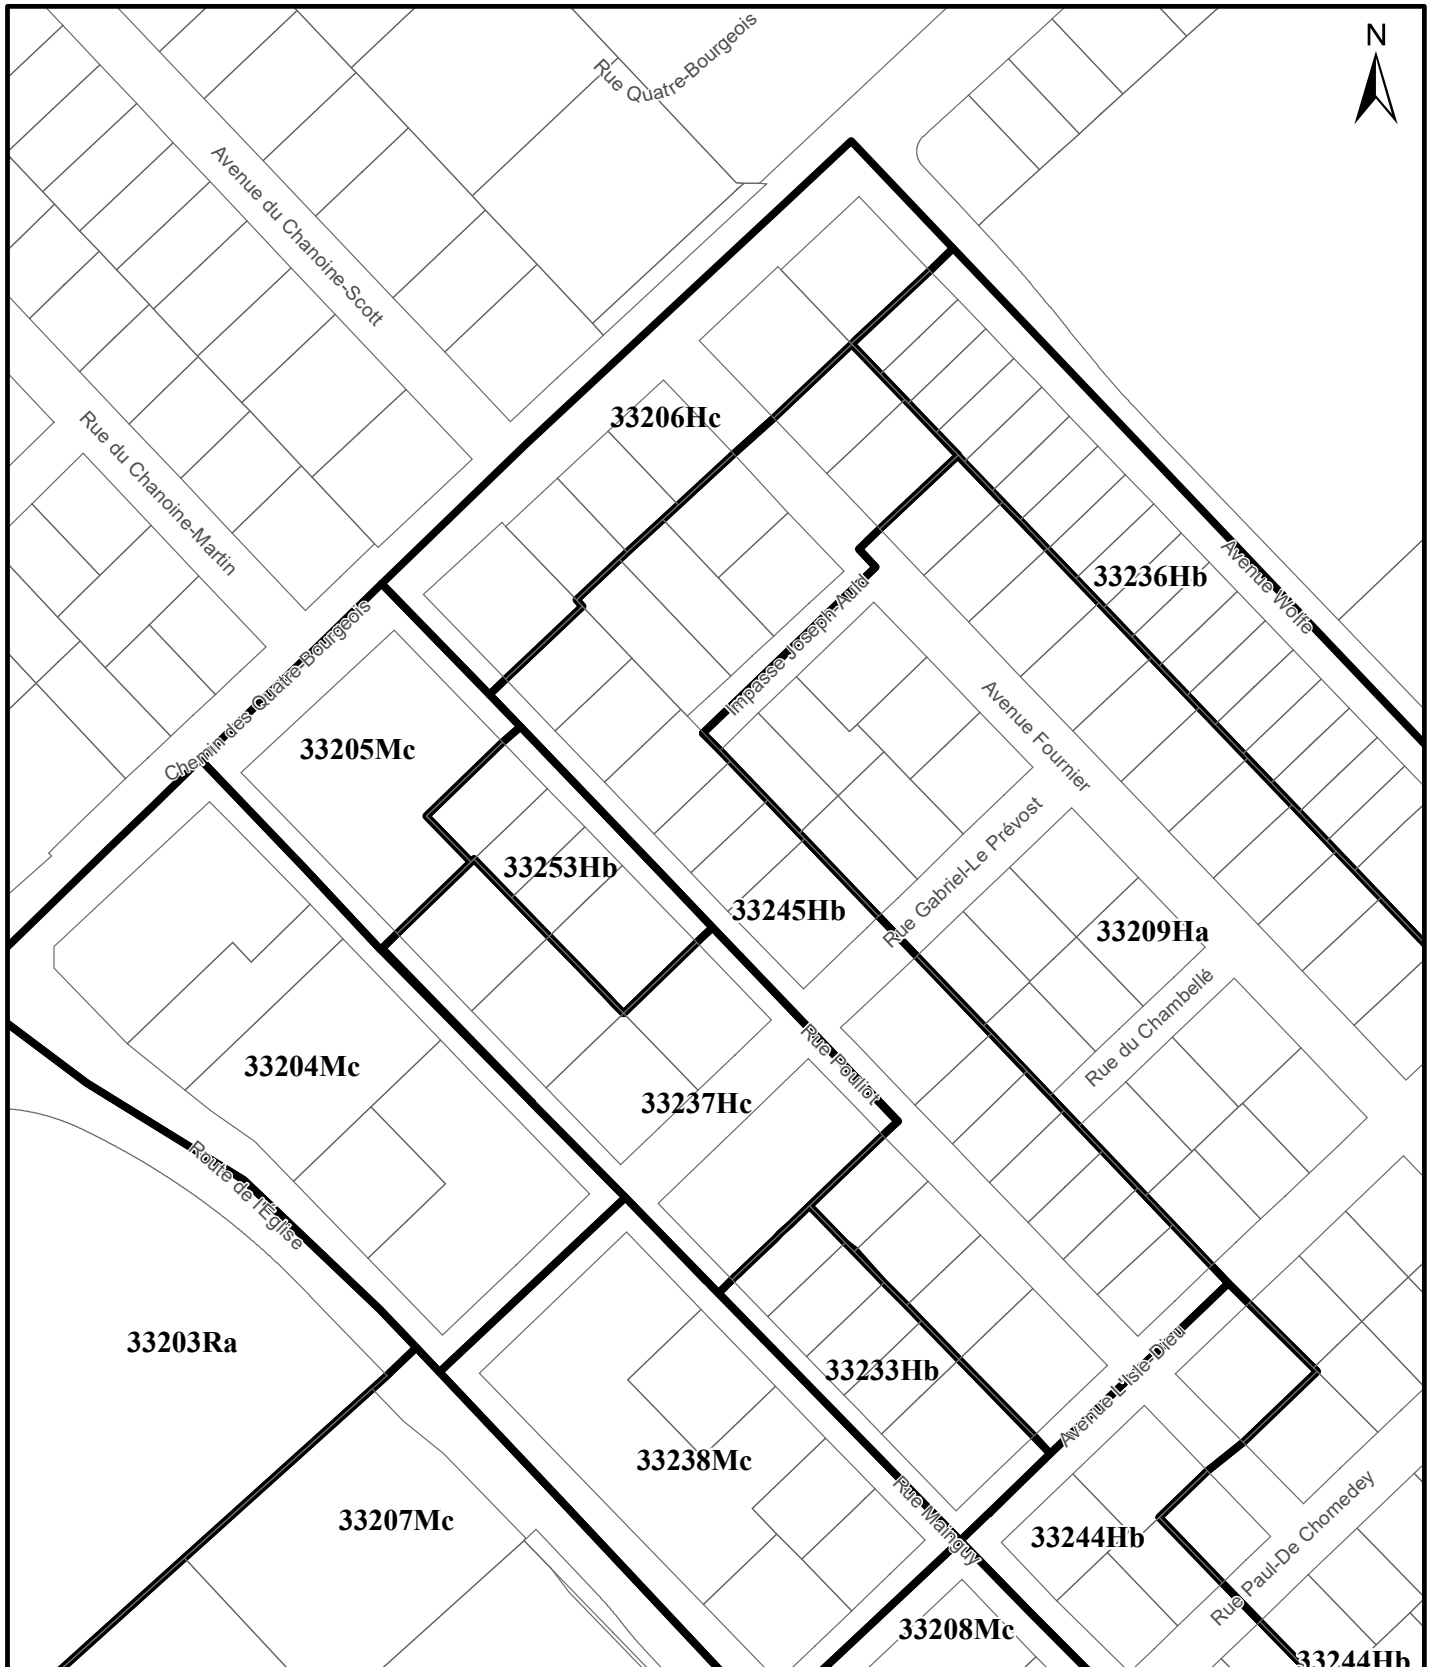 Rue Quatre-Bourgeois
N
Avenue du Chanoine-Scott
33206Hc
Rue du Chanoine-Martin
33236Hb
Avenue Wolfe
Impasse Joseph-Auld
Chemin des Quatre-Bourgeois
33205Mc
Avenue Fournier
33253Hb
Rue Gabriel-Le Prévost
33245Hb
33209Ha
Rue du Chambellé
33204Mc
Rue Pouliot
33237Hc
Route de l'Église
33203Ra
33233Hb
Avenue L'Isle-Dieu
33238Mc
33207Mc
Rue Mainguy
33244Hb
Rue Paul-De Chomedey
33208Mc
33244Hb